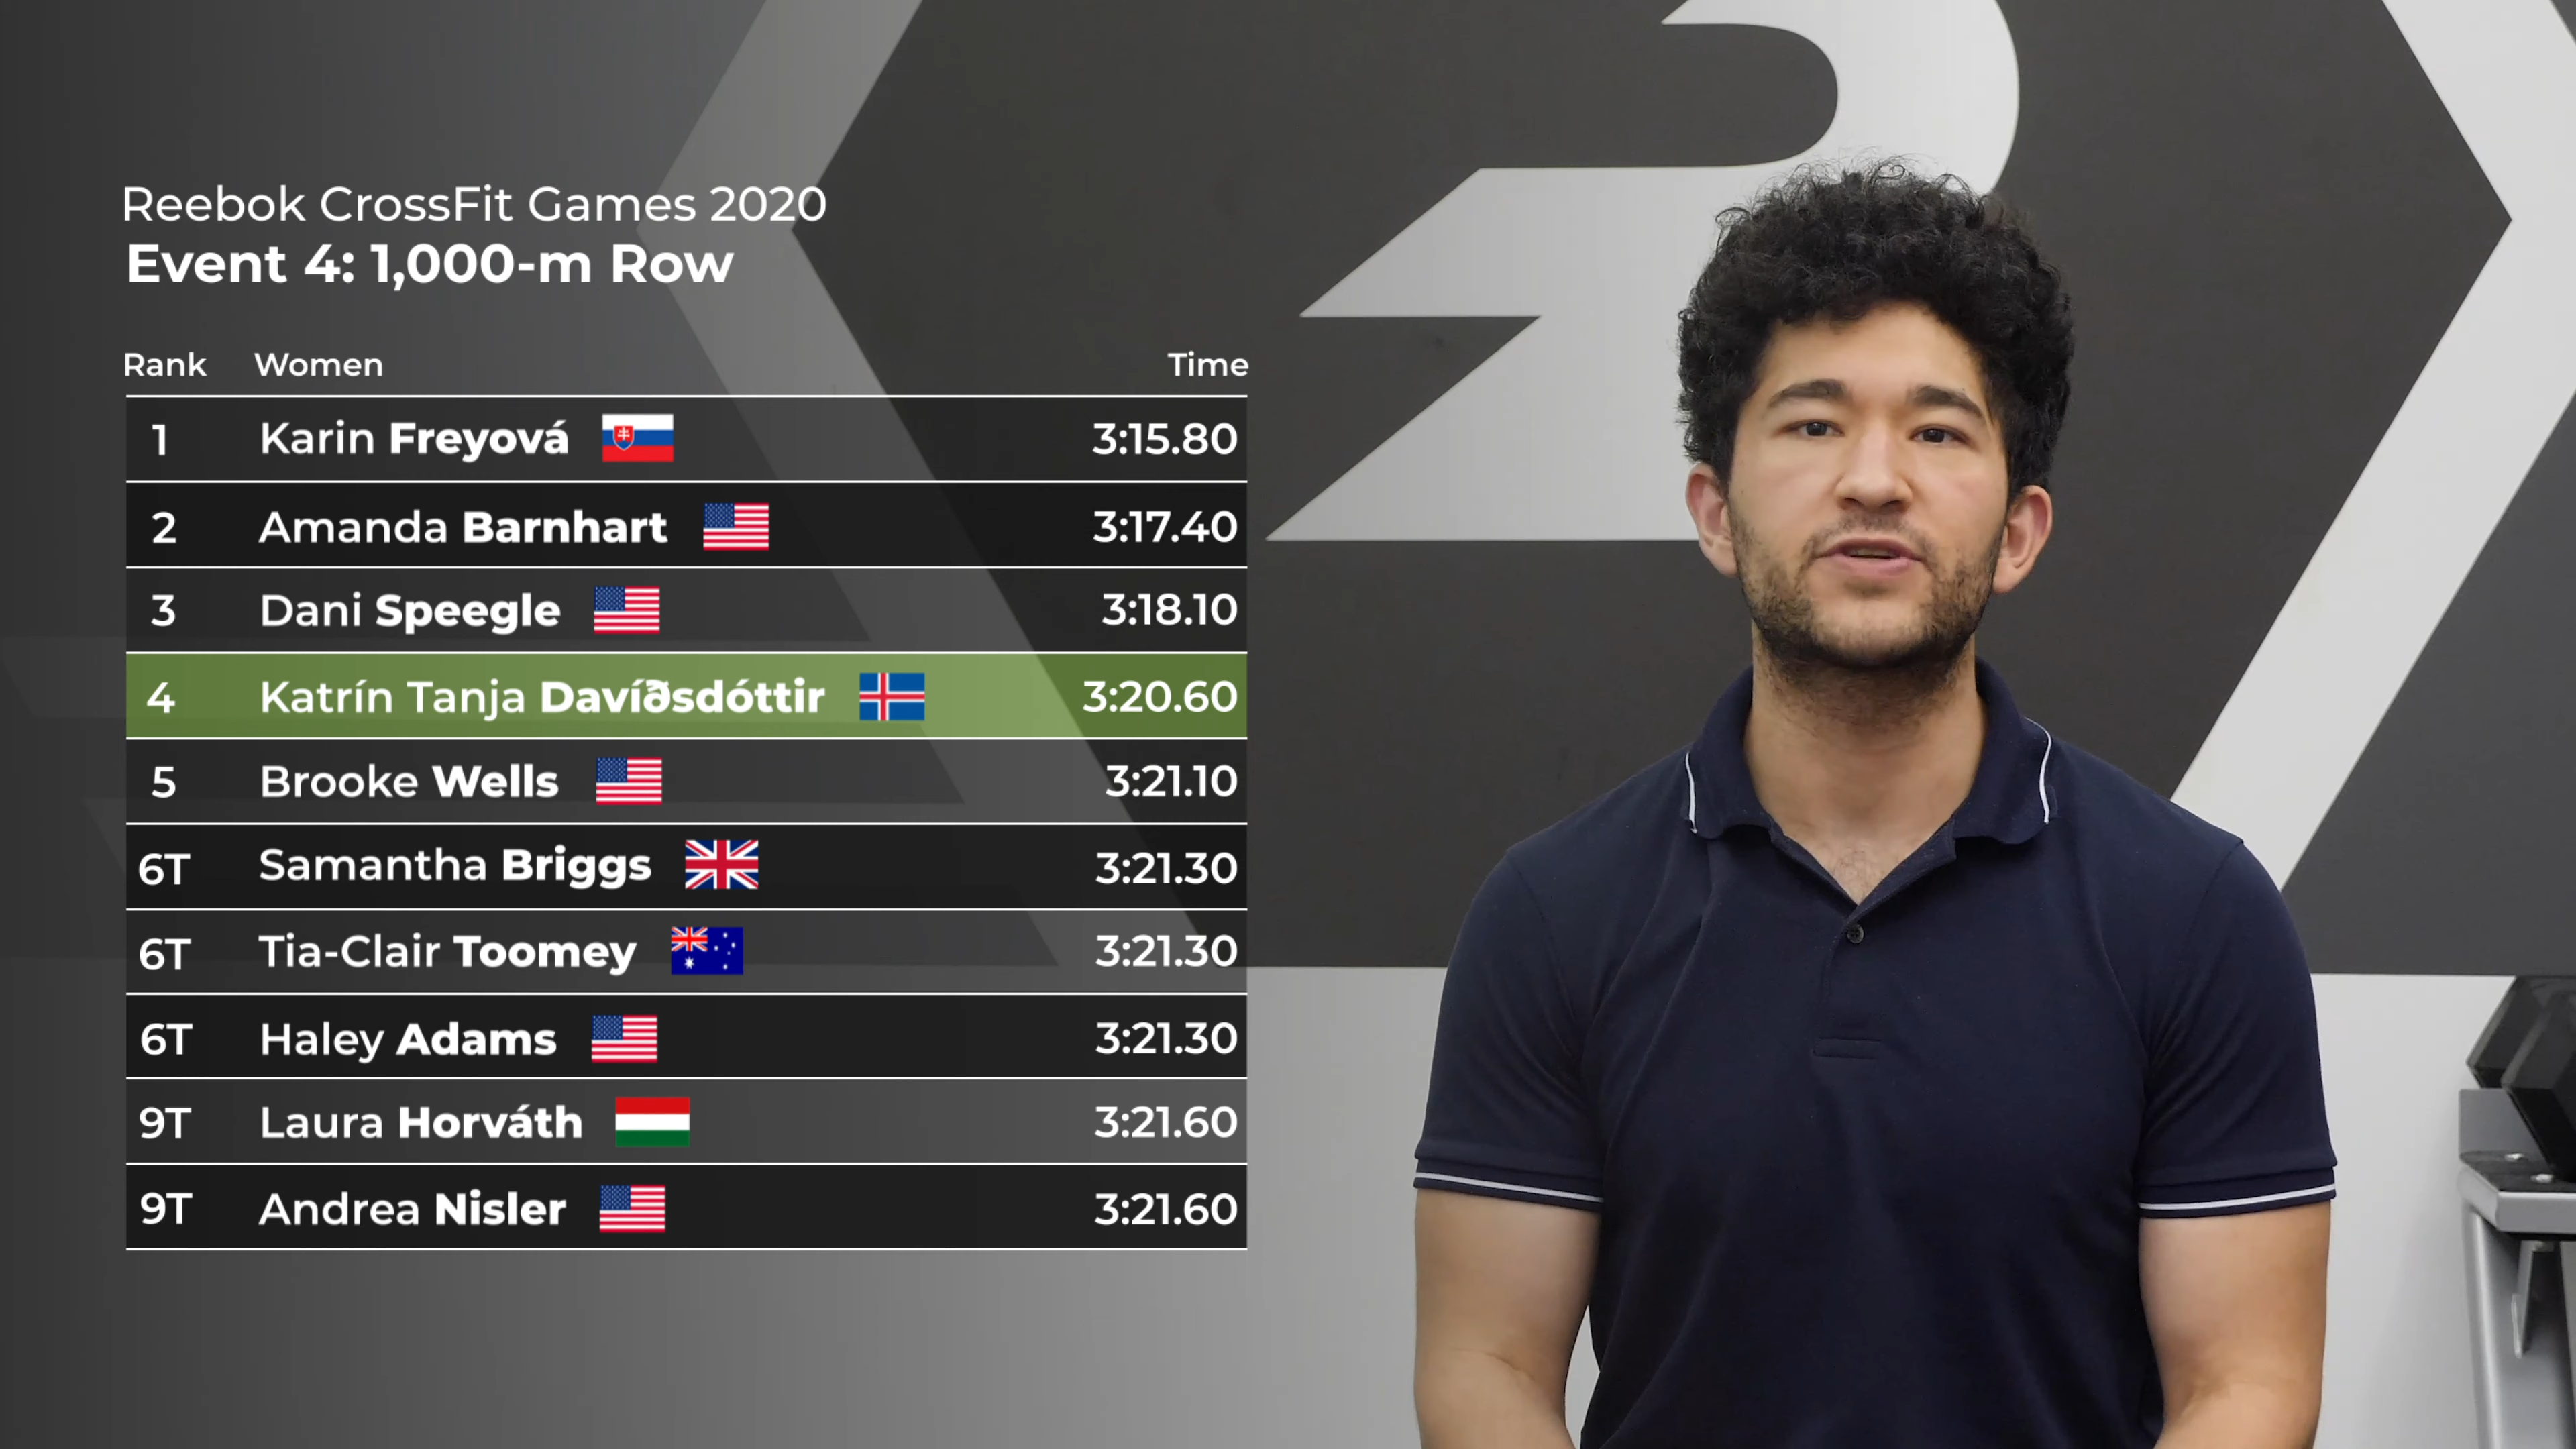 Reebok CrossFit Games 2020
Event 4: 1,000-m Row
Rank Women Time
1 Karin Freyová 3:15.80
2 Amanda Barnhart 3:17.40
3 Dani Speegle 3:18.10
4 Katrín Tanja Davíðsdóttir 3:20.60
5 Brooke Wells 3:21.10
6T Samantha Briggs 3:21.30
6T Tia-Clair Toomey 3:21.30
6T Haley Adams 3:21.30
9T Laura Horváth 3:21.60
9T Andrea Nisler 3:21.60